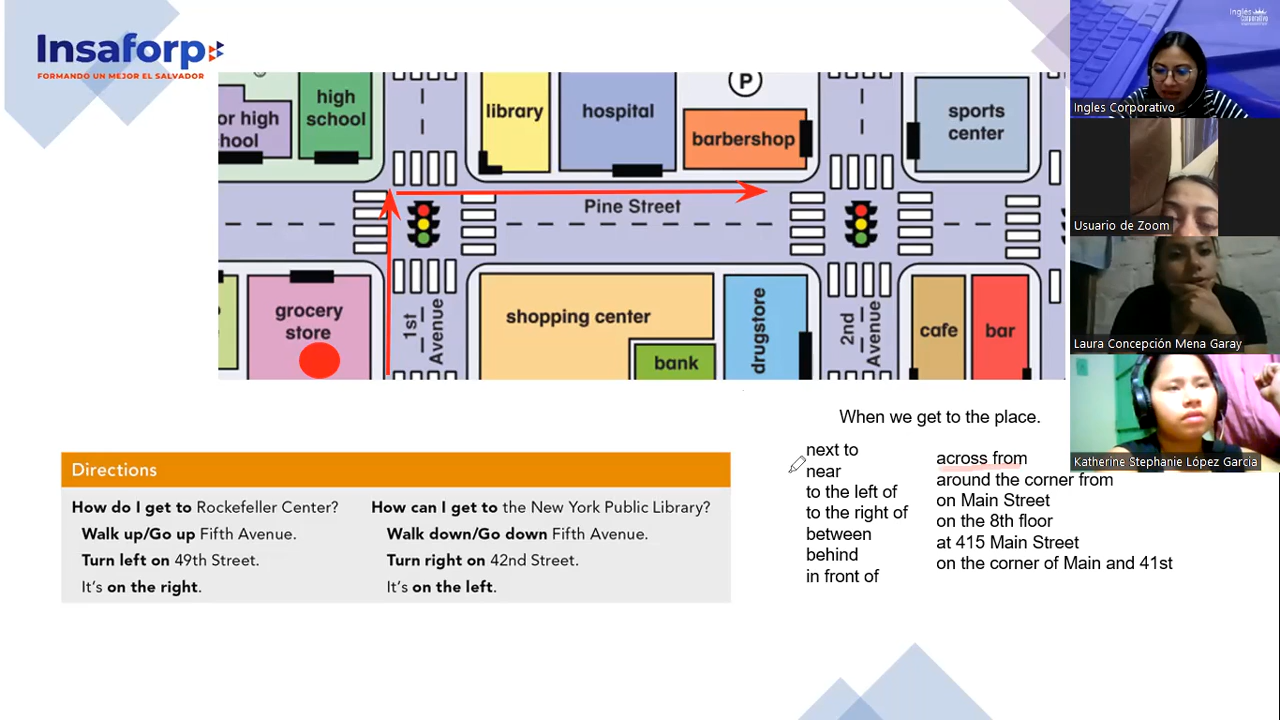 Insaforp
FORMANDO UN MEJOR EL SALVADOR
high
school
or high
hool
library
hospital
P
barbershop
sports
center
Pine Street
grocery
store
1st
Avenue
shopping center
bank
drugstore
2nd
Avenue
cafe
bar
Inglés
Corporativo
Ingles Corporativo
Usuario de Zoom
Laura Concepción Mena Garay
Katherine Stephanie López Garcia
When we get to the place.
next to
near
to the left of
to the right of
between
behind
in front of
across from
around the corner from
on Main Street
on the 8th floor
at 415 Main Street
on the corner of Main and 41st
Directions
How do I get to Rockefeller Center?
Walk up/Go up Fifth Avenue.
Turn left on 49th Street.
It's on the right.
How can I get to the New York Public Library?
Walk down/Go down Fifth Avenue.
Turn right on 42nd Street.
It's on the left.